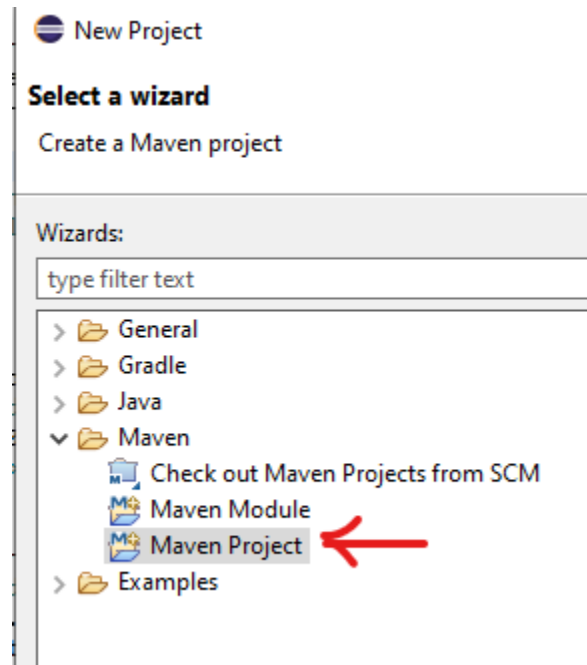 New Project
Select a wizard
Create a Maven project
Wizards:
type filter text
General
Gradle
Java
Maven
Check out Maven Projects from SCM
Maven Module
Maven Project
Examples